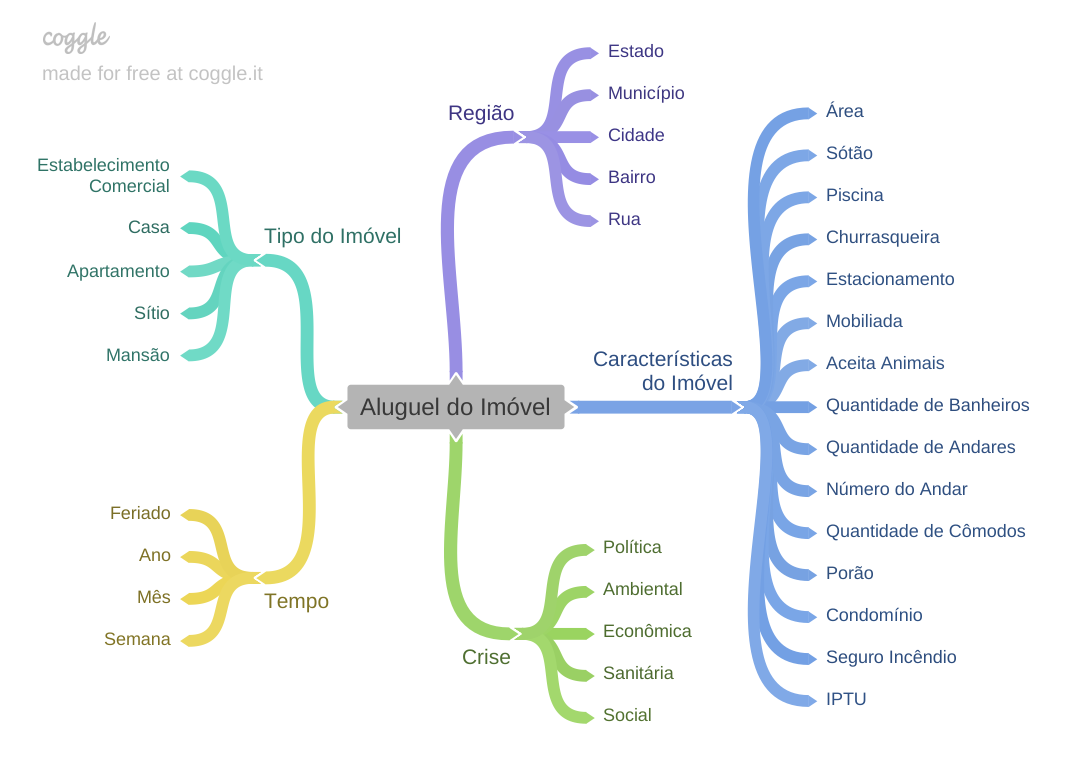 coggle
made for free at coggle.it
Aluguel do Imóvel
Região
Estado
Município
Cidade
Bairro
Rua
Características
do Imóvel
Área
Sótão
Piscina
Churrasqueira
Estacionamento
Mobiliada
Aceita Animais
Quantidade de Banheiros
Quantidade de Andares
Número do Andar
Quantidade de Cômodos
Porão
Condomínio
Seguro Incêndio
IPTU
Crise
Política
Ambiental
Econômica
Sanitária
Social
Tipo do Imóvel
Estabelecimento
Comercial
Casa
Apartamento
Sítio
Mansão
Tempo
Feriado
Ano
Mês
Semana